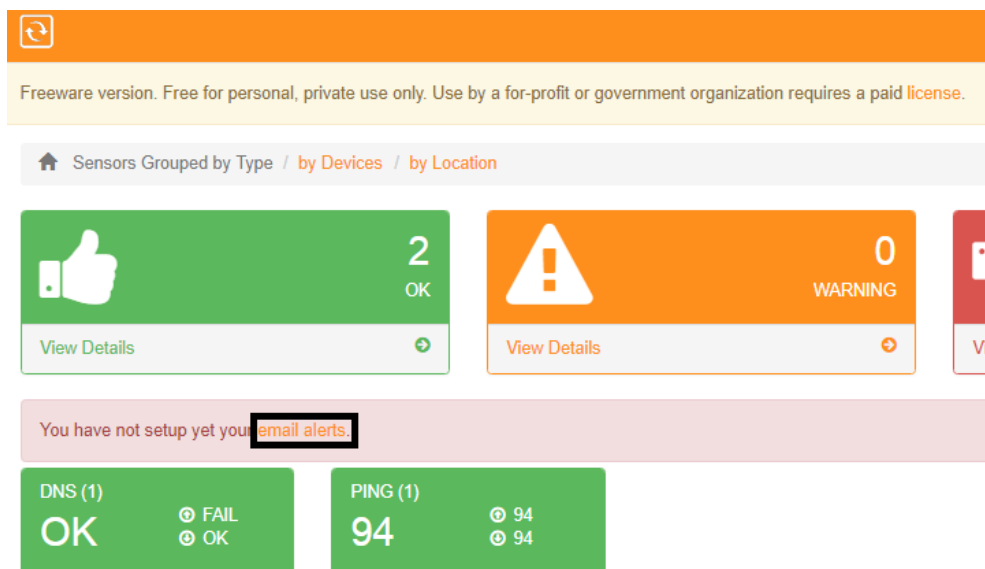 Freeware version. Free for personal, private use only. Use by a for-profit or government organization requires a paid license.
Sensors Grouped by Type / by Devices / by Location
2
OK
View Details
0
WARNING
View Details
You have not setup yet your email alerts.
DNS (1)
OK
FAIL
OK
PING (1)
94
94
94